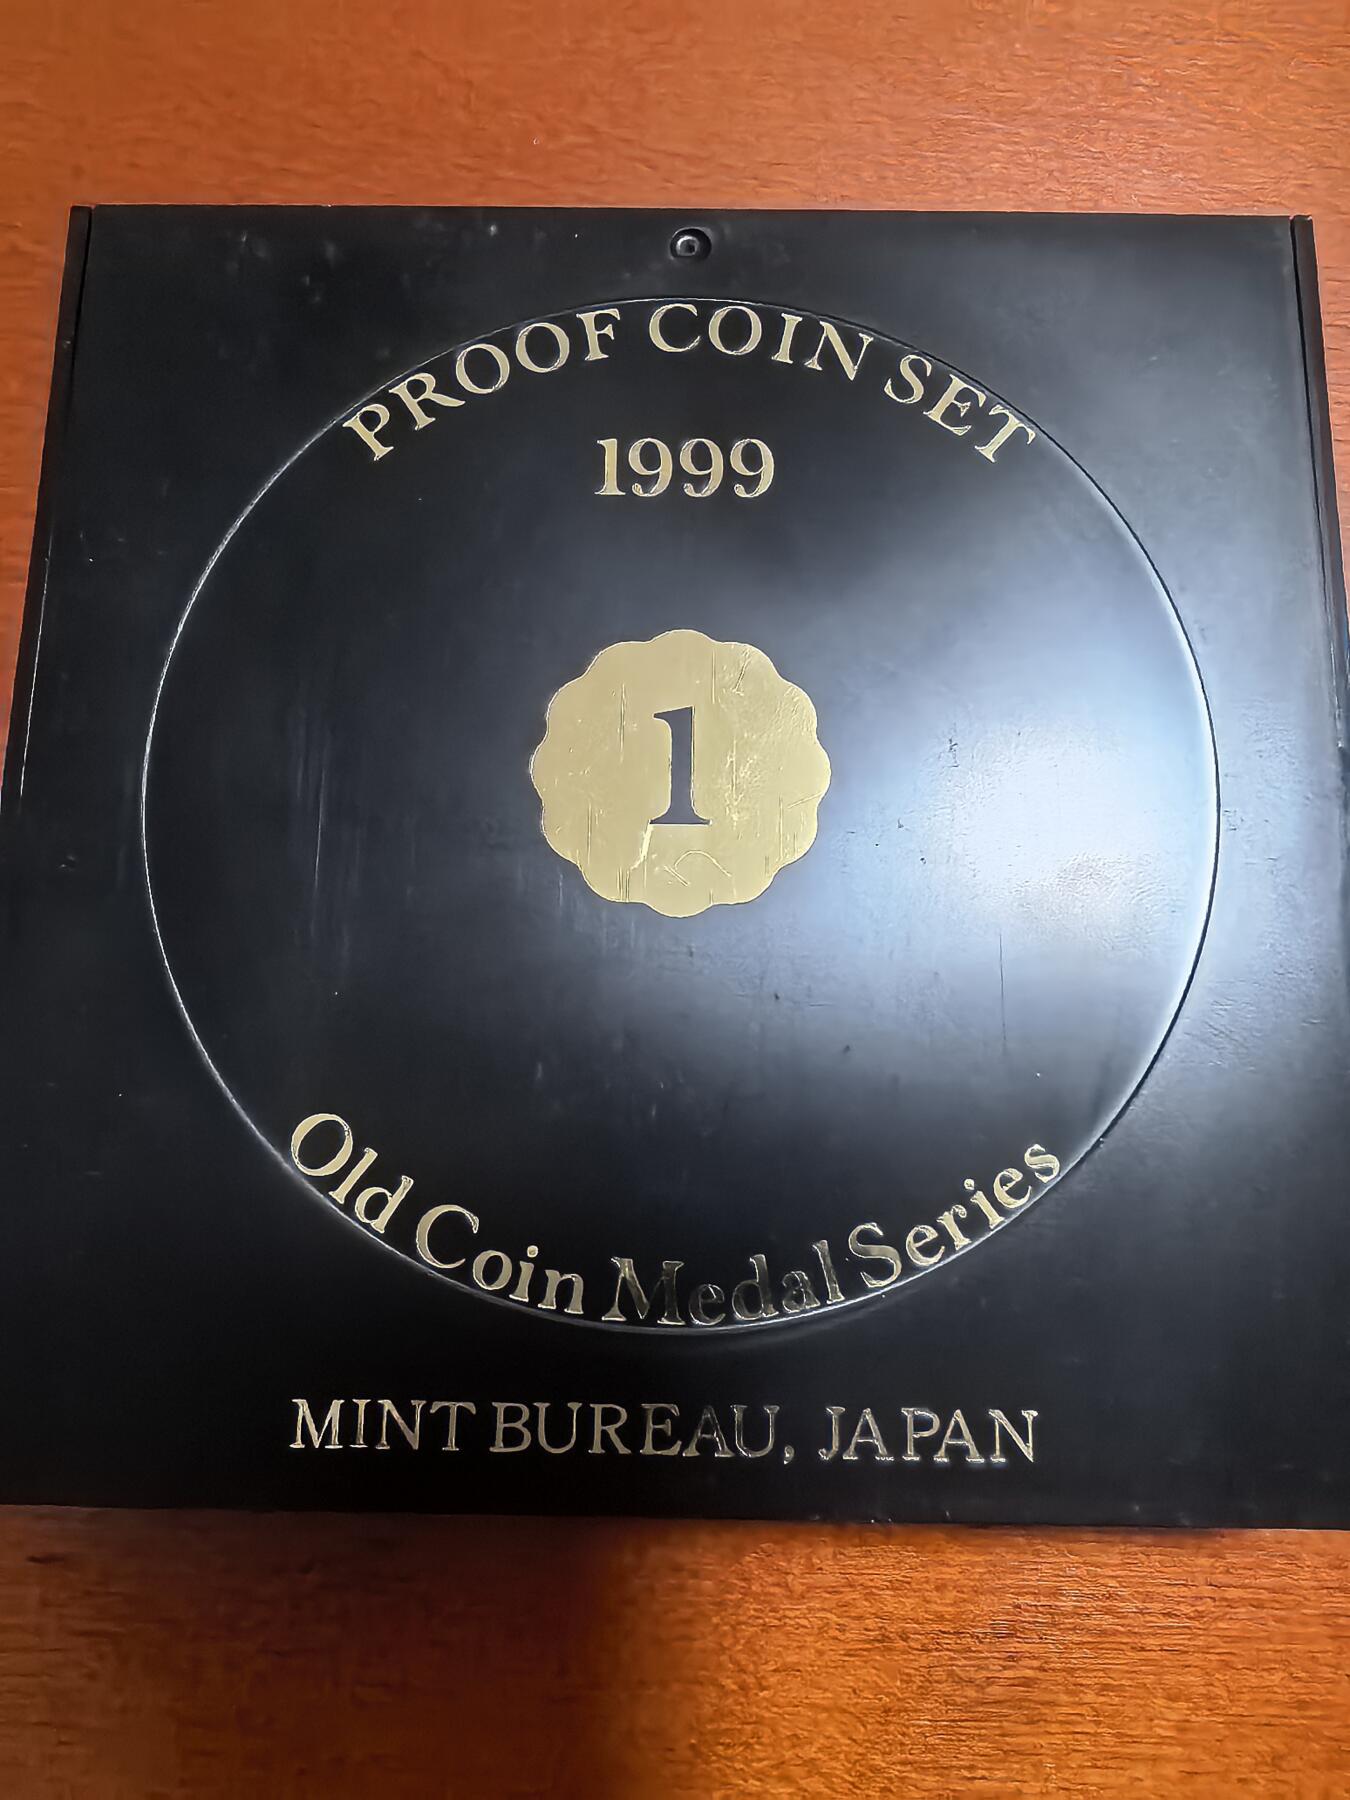 PROOF COIN SET
1999
1
Old Coin Medal Series
MINT BUREAU, JAPAN